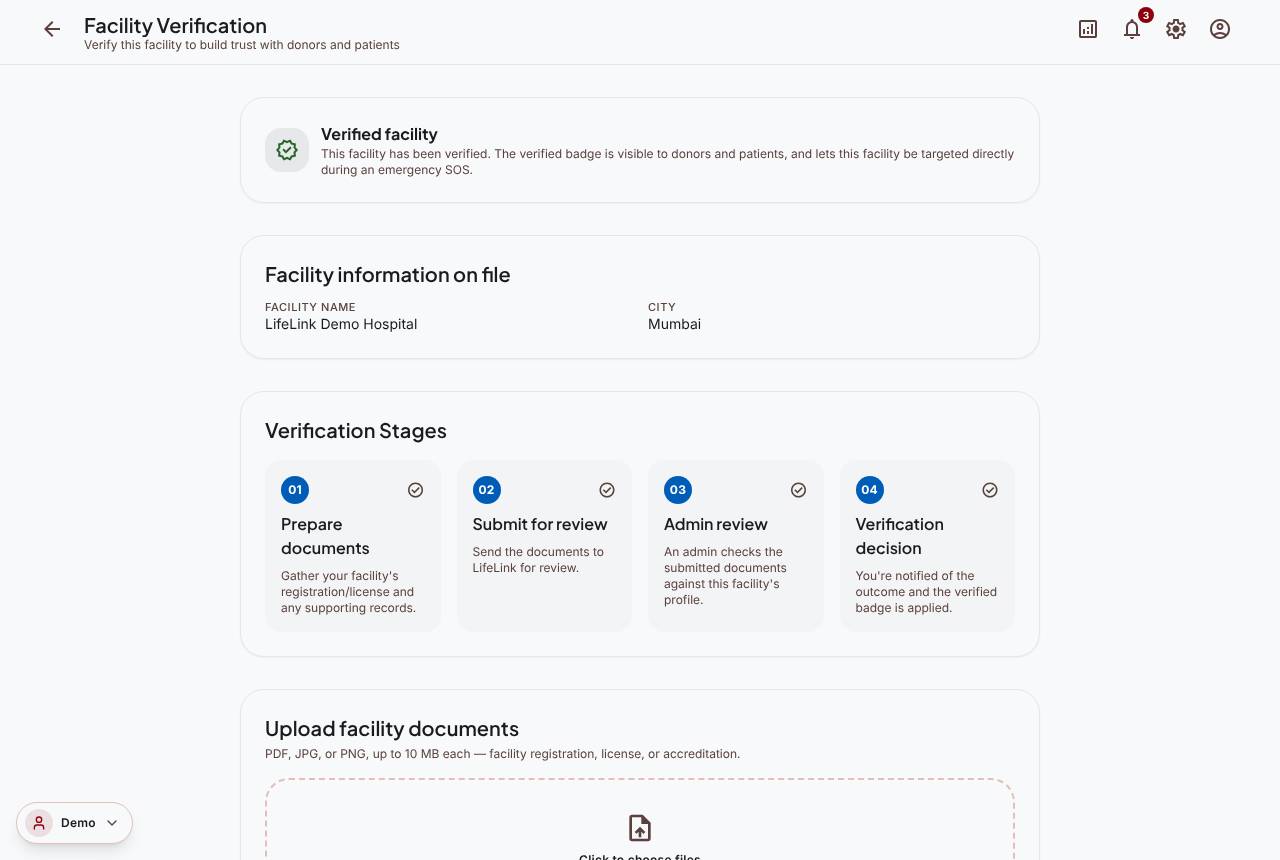 Facility Verification
Verify this facility to build trust with donors and patients
3
Verified facility
This facility has been verified. The verified badge is visible to donors and patients, and lets this facility be targeted directly
during an emergency SOS.
Facility information on file
FACILITY NAME
CITY
LifeLink Demo Hospital
Mumbai
Verification Stages
01
Prepare
documents
Gather your facility's
registration/license and
any supporting records.
02
Submit for review
Send the documents to
LifeLink for review.
03
Admin review
An admin checks the
submitted documents
against this facility's
profile.
04
Verification
decision
You're notified of the
outcome and the verified
badge is applied.
Upload facility documents
PDF, JPG, or PNG, up to 10 MB each — facility registration, license, or accreditation.
Click to choose files
Demo